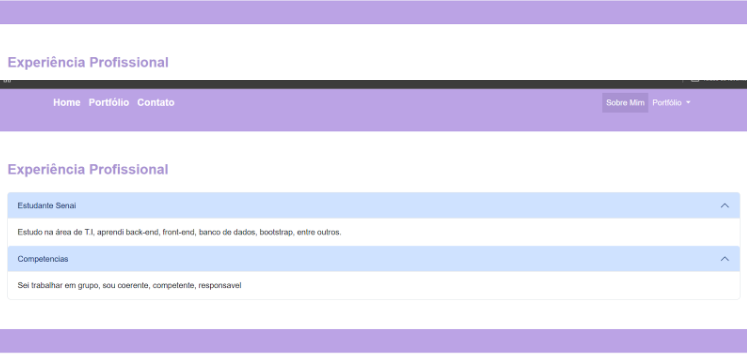 Experiência Profissional
Home Portfólio Contato
Sobre Mim Portfólio
Experiência Profissional
Estudante Senai
Estudo na área de T.I, aprendi back-end, front-end, banco de dados, bootstrap, entre outros.
Competencias
Sei trabalhar em grupo, sou coerente, competente, responsavel